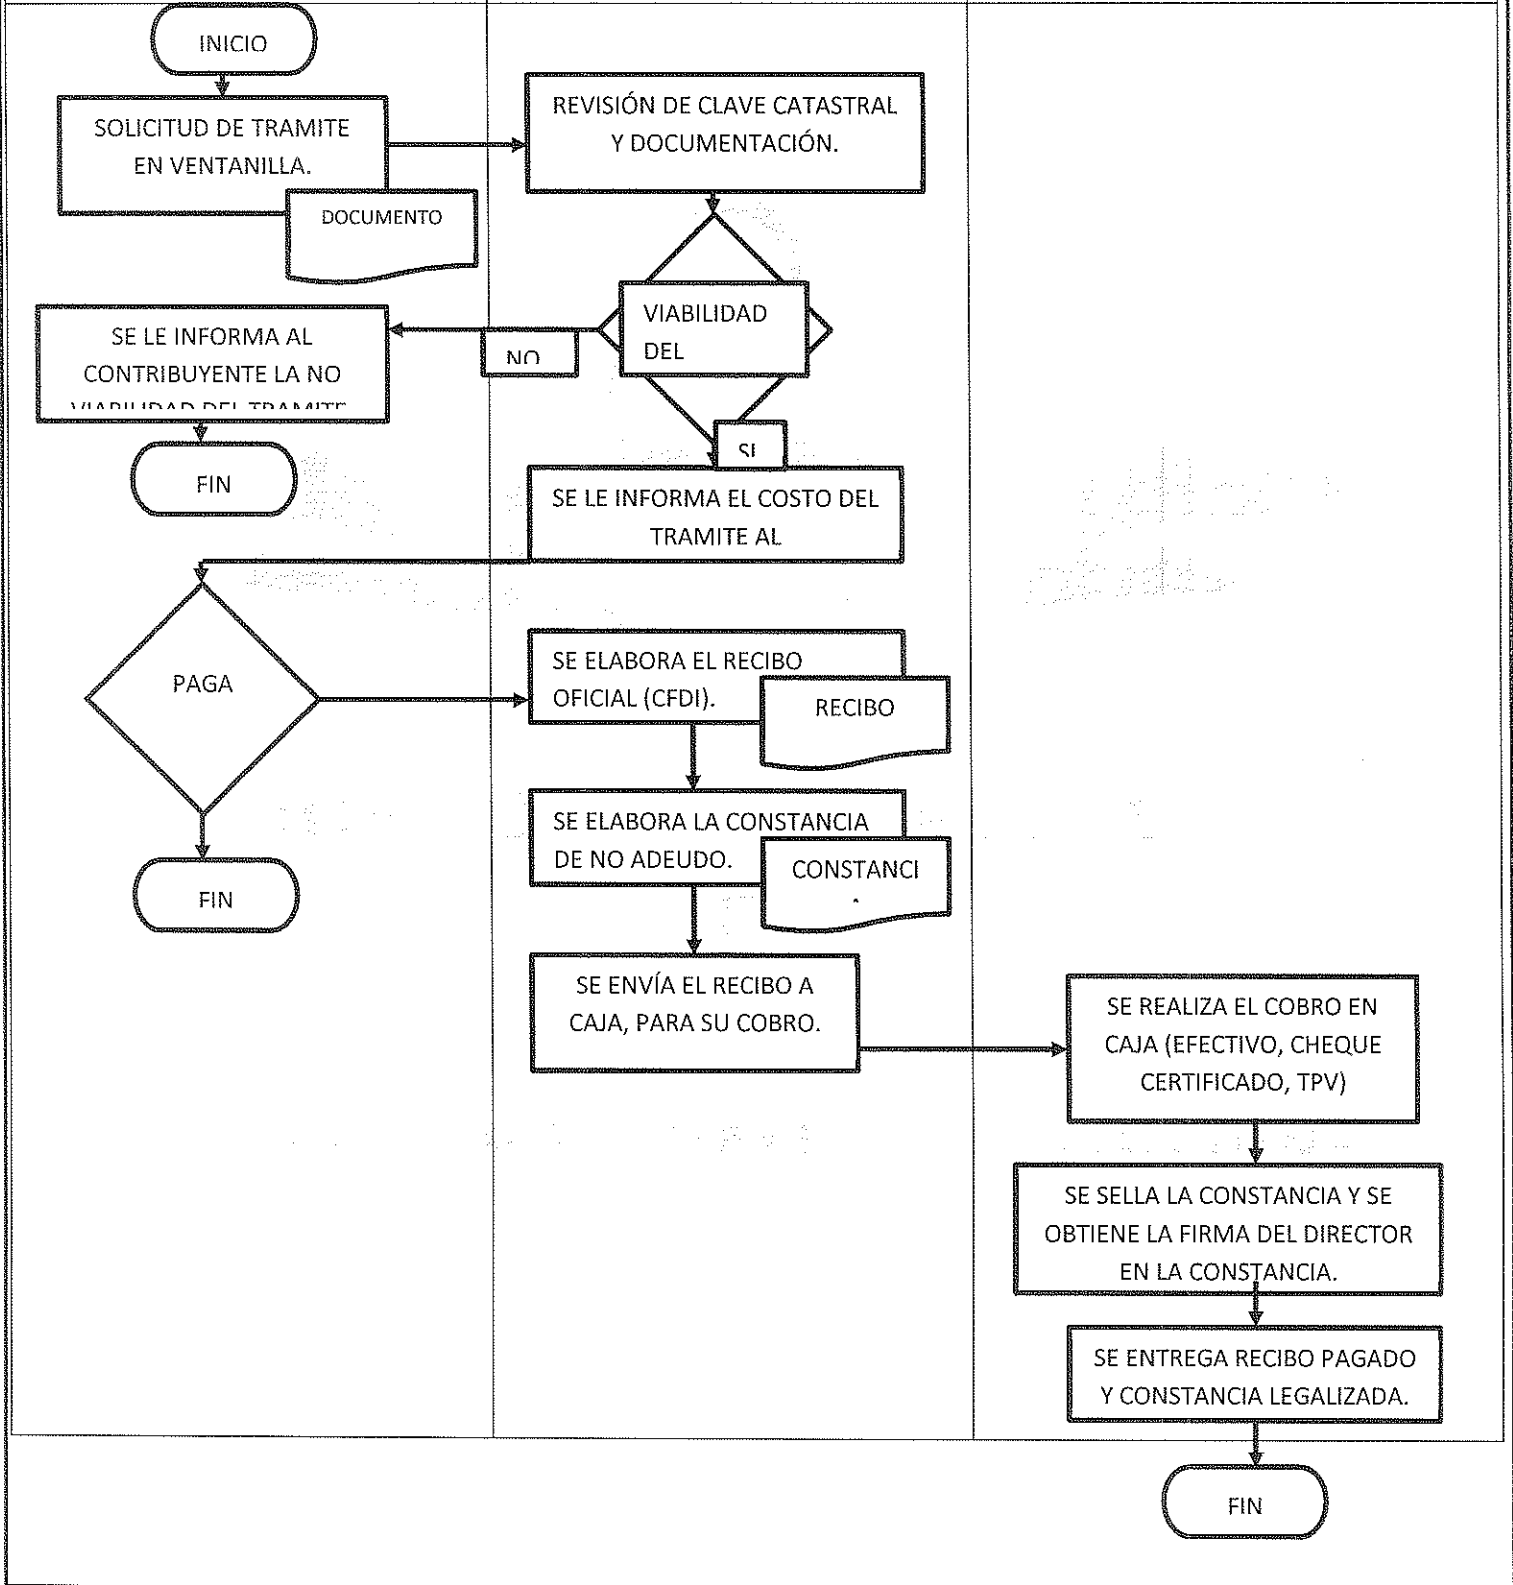 INICIO
SOLICITUD DE TRAMITE
EN VENTANILLA.
DOCUMENTO
REVISIÓN DE CLAVE CATASTRAL
Y DOCUMENTACIÓN.
VIABILIDAD
DEL
NO
SE LE INFORMA AL
CONTRIBUYENTE LA NO
VIABILIDAD DEL TRAMITE
FIN
SI
SE LE INFORMA EL COSTO DEL
TRAMITE AL
PAGA
FIN
SE ELABORA EL RECIBO
OFICIAL (CFDI).
RECIBO
SE ELABORA LA CONSTANCIA
DE NO ADEUDO.
CONSTANCI
SE ENVÍA EL RECIBO A
CAJA, PARA SU COBRO.
SE REALIZA EL COBRO EN
CAJA (EFECTIVO, CHEQUE
CERTIFICADO, TPV)
SE SELLA LA CONSTANCIA Y SE
OBTIENE LA FIRMA DEL DIRECTOR
EN LA CONSTANCIA.
SE ENTREGA RECIBO PAGADO
Y CONSTANCIA LEGALIZADA.
FIN